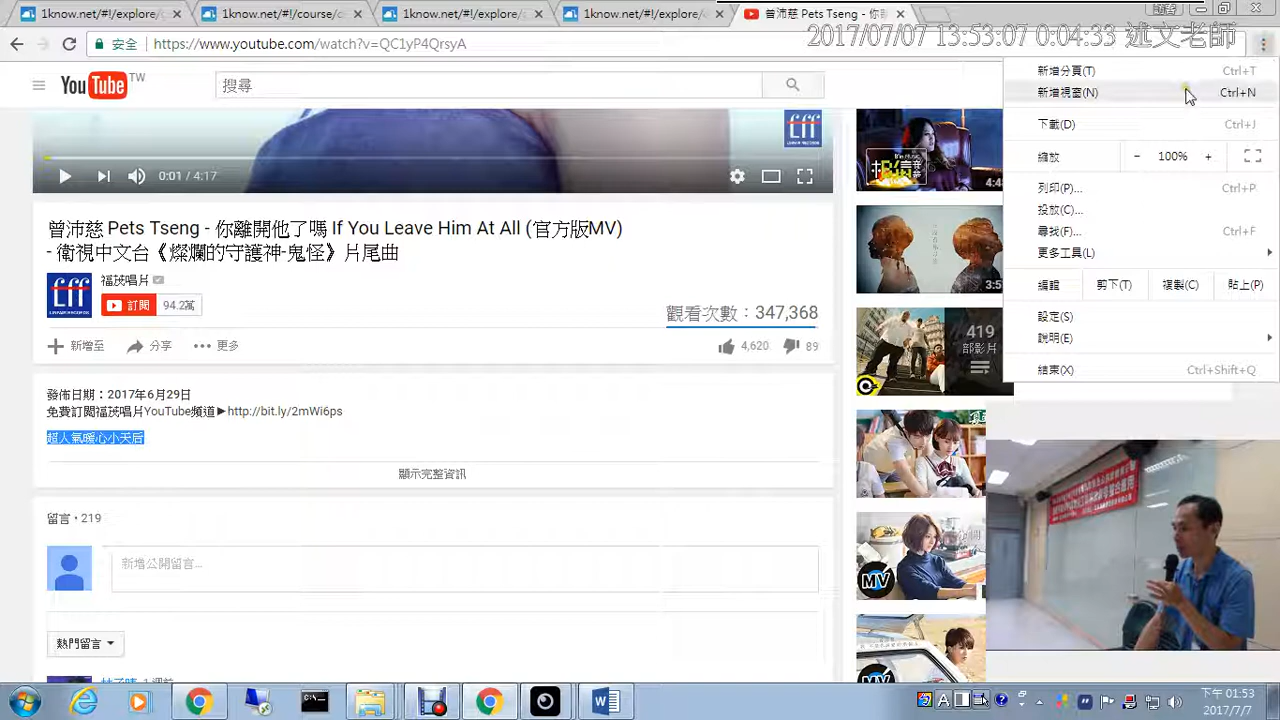 1know.net/#!/course/c
1know.net/#!/explore/
1know.net/#!/explore/
曾沛慈 Pets Tseng - 你
安全
https://www.youtube.com/watch?v=QC1yP4QrsyA
2017/07/07 13:53:07 0:04:33 述文老師
YouTube TW
搜尋
新增分頁(T) Ctrl+T
新增視窗(N) Ctrl+N
下載(D) Ctrl+J
縮放 - 100% +
列印(P)... Ctrl+P
投放(C)...
尋找(F)... Ctrl+F
更多工具(L)
編輯 剪下(T) 複製(C) 貼上(P)
設定(S)
說明(E)
結束(X) Ctrl+Shift+Q
0:01 / 4:17
曾沛慈 Pets Tseng - 你離開他了嗎 If You Leave Him At All (官方版MV)
- 衛視中文台《燦爛的守護神-鬼怪》片尾曲
福茂唱片
訂閱 94.2萬
觀看次數：347,368
新增至 分享
4,620 89
發佈日期：2017年6月29日
免費訂閱福茂唱片YouTube頻道▶http://bit.ly/2mvvi6ps
超人氣暖心小天后
顯示完整資訊
留言 • 219
新增公開留言...
熱門留言
419
部影片
MV
MV
下午 01:53
2017/7/7